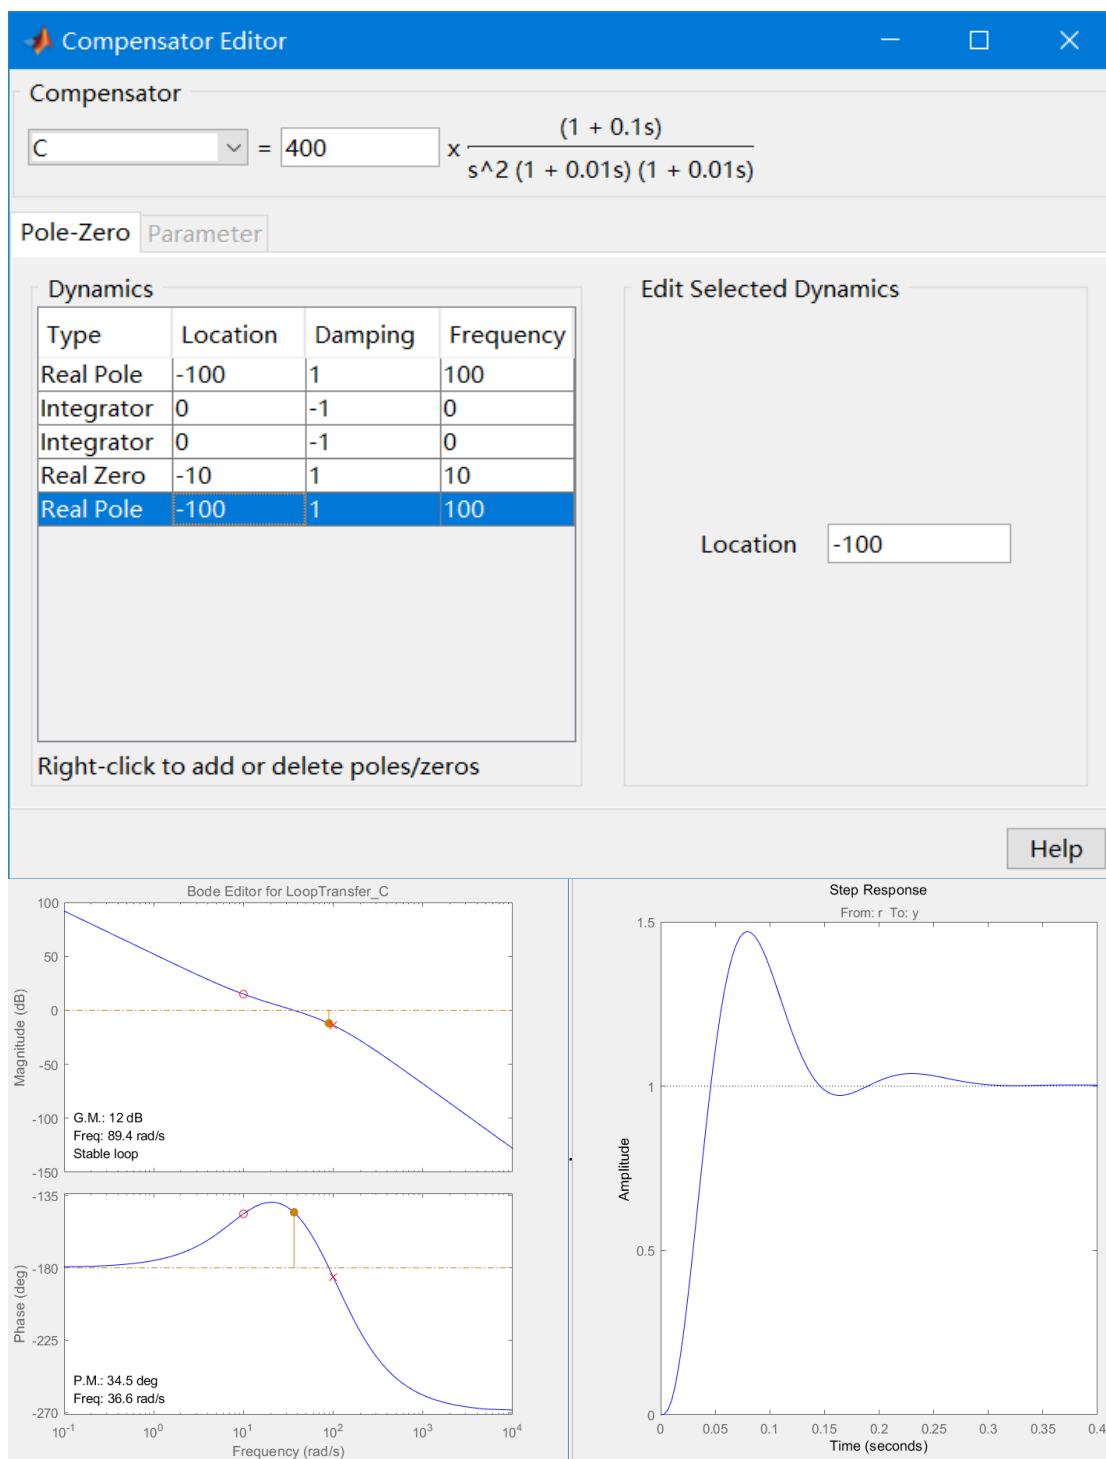 Compensator Editor
Compensator
C = 400 x (1 + 0.1s)
s^2 (1 + 0.01s) (1 + 0.01s)
Pole-Zero Parameter
Dynamics
Type Location Damping Frequency
Real Pole -100 1 100
Integrator 0 -1 0
Integrator 0 -1 0
Real Zero -10 1 10
Real Pole -100 1 100
Right-click to add or delete poles/zeros
Edit Selected Dynamics
Location -100
Help
Bode Editor for LoopTransfer_C
Magnitude (dB)
100
50
0
-50
-100
-150
G.M.: 12 dB
Freq: 89.4 rad/s
Stable loop
Phase (deg)
-135
-180
-225
-270
P.M.: 34.5 deg
Freq: 36.6 rad/s
10^-1 10^0 10^1 10^2 10^3 10^4
Frequency (rad/s)
Step Response
From: r To: y
Amplitude
1.5
1
0.5
0
0 0.05 0.1 0.15 0.2 0.25 0.3 0.35 0.4
Time (seconds)